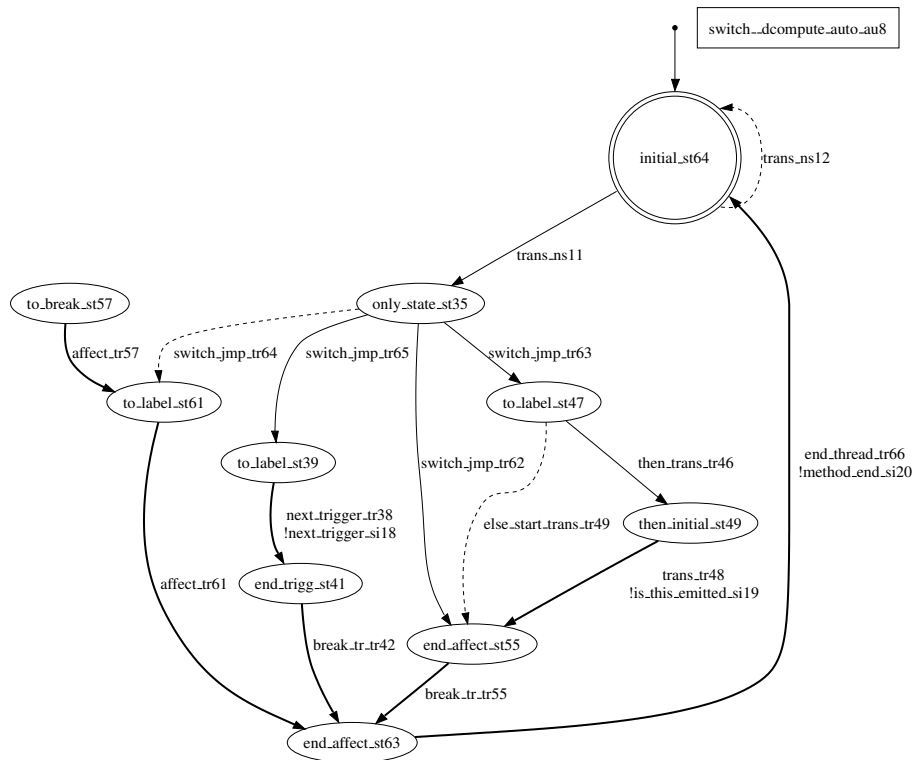 switch__dcompute_auto_au8
initial_st64
trans_ns12
trans_ns11
to_break_st57
only_state_st35
affect_tr57
switch_jmp_tr64
switch_jmp_tr65
switch_jmp_tr63
to_label_st61
to_label_st47
to_label_st39
switch_jmp_tr62
then_trans_tr46
end_thread_tr66
!method_end_si20
next_trigger_tr38
!next_trigger_si18
else_start_trans_tr49
then_initial_st49
affect_tr61
end_trigg_st41
trans_tr48
!is_this_emitted_si19
break_tr_tr42
end_affect_st55
break_tr_tr55
end_affect_st63